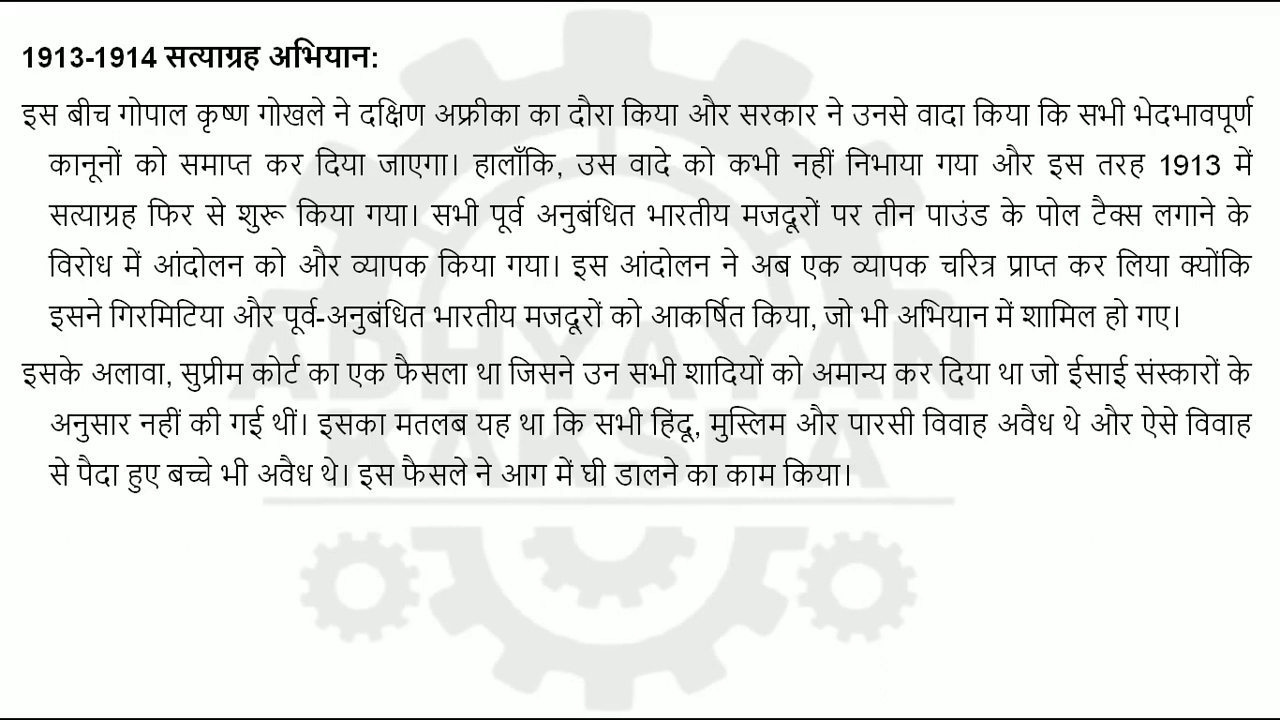 1913-1914 सत्याग्रह अभियान:
इस बीच गोपाल कृष्ण गोखले ने दक्षिण अफ्रीका का दौरा किया और सरकार ने उनसे वादा किया कि सभी भेदभावपूर्ण
कानूनों को समाप्त कर दिया जाएगा। हालाँकि, उस वादे को कभी नहीं निभाया गया और इस तरह 1913 में
सत्याग्रह फिर से शुरू किया गया। सभी पूर्व अनुबंधित भारतीय मजदूरों पर तीन पाउंड के पोल टैक्स लगाने के
विरोध में आंदोलन को और व्यापक किया गया। इस आंदोलन ने अब एक व्यापक चरित्र प्राप्त कर लिया क्योंकि
इसने गिरमिटिया और पूर्व-अनुबंधित भारतीय मजदूरों को आकर्षित किया, जो भी अभियान में शामिल हो गए।
इसके अलावा, सुप्रीम कोर्ट का एक फैसला था जिसने उन सभी शादियों को अमान्य कर दिया था जो ईसाई संस्कारों के
अनुसार नहीं की गई थीं। इसका मतलब यह था कि सभी हिंदू, मुस्लिम और पारसी विवाह अवैध थे और ऐसे विवाह
से पैदा हुए बच्चे भी अवैध थे। इस फैसले ने आग में घी डालने का काम किया।
ADHYAYAN
RAKSHA